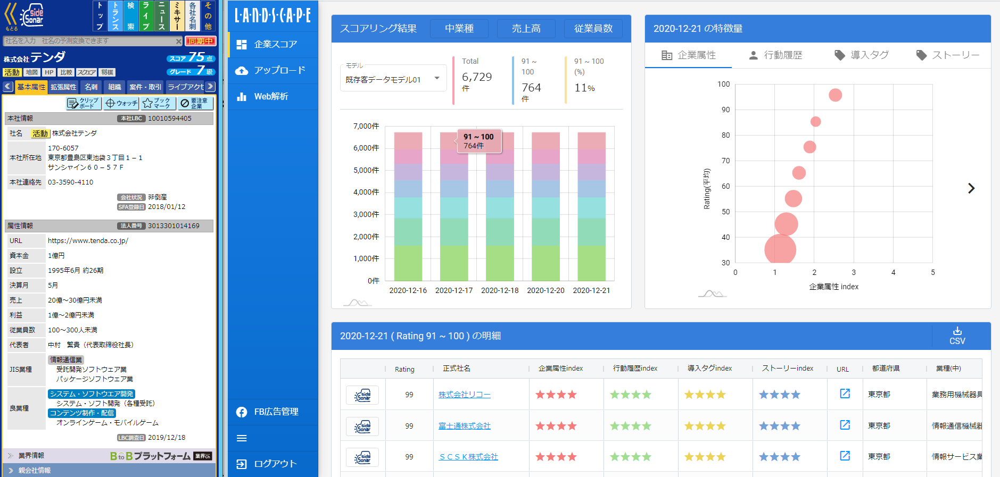 もどる
side Sonar
トップ
トランス
検索
ライブ
ニュース
ミキサー
各社名刺
その他
社名を入力　社名の予測変換できます ×
同期中
株式会社テンダ
スコア 75 点
グレード 7 級
活動 地図 HP 比較 スクエア 将棋
基本属性 拡張属性 名刺 組織 案件・取引 ライブアクセ
クリップボード ウォッチ ブックマーク 要注意企業
本社情報 本社LBC 10010594405
社名 活動 株式会社テンダ
本社所在地 170-6057
東京都豊島区東池袋３丁目１－１
サンシャイン６０－５７Ｆ
本社連絡先 03-3590-4110
会社状況 非倒産
SFA登録日 2018/01/12
属性情報 法人番号 3013301014169
URL https://www.tenda.co.jp/
資本金 1億円
設立 1995年6月 約26期
決算月 5月
売上 20億～30億円未満
利益 1億～2億円未満
従業員数 100～300人未満
代表者 中村　繁貴（代表取締役社長）
JIS業種 情報通信業
受託開発ソフトウェア業
パッケージソフトウェア業
良業種 システム・ソフトウエア開発
システム・ソフト開発（各種受託）
コンテンツ制作・配信
オンラインゲーム・モバイルゲーム
LBC調査日 2019/12/18
業界情報 BtoBプラットフォーム 業界Ch
親会社情報
LANDSCAPE
企業スコア
アップロード
Web解析
FB広告管理
ログアウト
スコアリング結果 中業種 売上高 従業員数
モデル
既存客データモデル01
Total
6,729
件
91 ~ 100
764
件
91 ~ 100 (%)
11%
7,000件
6,000件
5,000件
4,000件
3,000件
2,000件
1,000件
0件
91 ~ 100
764件
2020-12-16 2020-12-17 2020-12-18 2020-12-20 2020-12-21
2020-12-21 の特徴量
企業属性 行動履歴 導入タグ ストーリー
100
90
80
70
60
50
40
30
Rating(平均)
0 1 2 3 4 5
企業属性 index
2020-12-21 ( Rating 91 ~ 100 ) の明細
CSV
Rating 正式社名 企業属性index 行動履歴index 導入タグindex ストーリーindex URL 都道府県 業種(中)
side Sonar 99 株式会社リコー ★★★★ ★★★★ ★★★★ ★★★★ 東京都 業務用機械器具
side Sonar 99 富士通株式会社 ★★★★ ★★★★ ★★★★ ★★★★ 東京都 情報通信機械器
side Sonar 99 ＳＣＳＫ株式会社 ★★★★ ★★★★ ★★★★ ★★★★ 東京都 情報サービス業